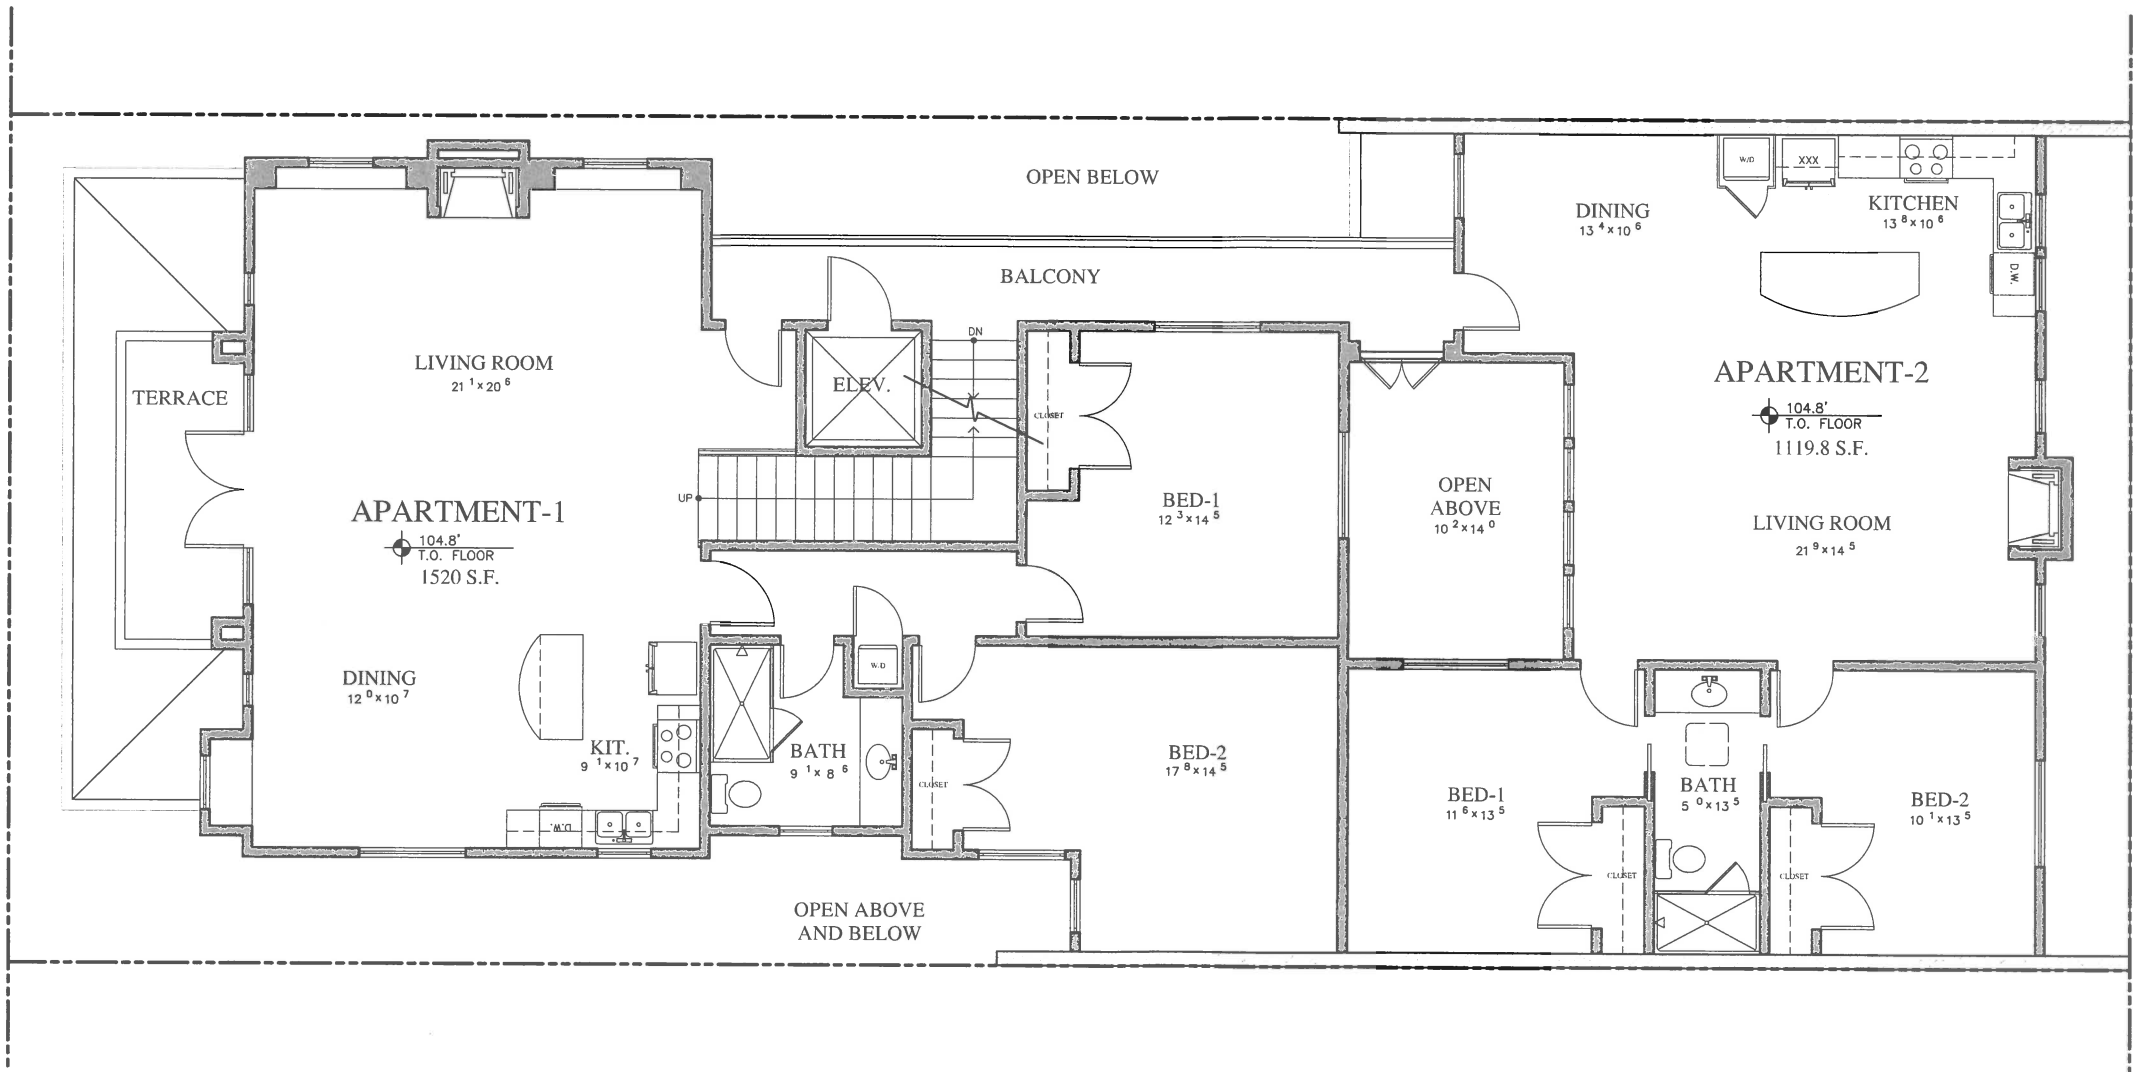 OPEN BELOW
BALCONY
DN
ELEV.
UP
TERRACE
LIVING ROOM
21 1 x 20 6
APARTMENT-1
104.8'
T.O. FLOOR
1520 S.F.
DINING
12 0 x 10 7
KIT.
9 1 x 10 7
D.W.
W.D
BATH
9 1 x 8 6
CLOSET
BED-1
12 3 x 14 5
CLOSET
BED-2
17 8 x 14 5
OPEN ABOVE
AND BELOW
OPEN
ABOVE
10 2 x 14 0
DINING
13 4 x 10 6
W/D
XXX
KITCHEN
13 8 x 10 6
D.W.
APARTMENT-2
104.8'
T.O. FLOOR
1119.8 S.F.
LIVING ROOM
21 9 x 14 5
BED-1
11 6 x 13 5
CLOSET
BATH
5 0 x 13 5
CLOSET
BED-2
10 1 x 13 5